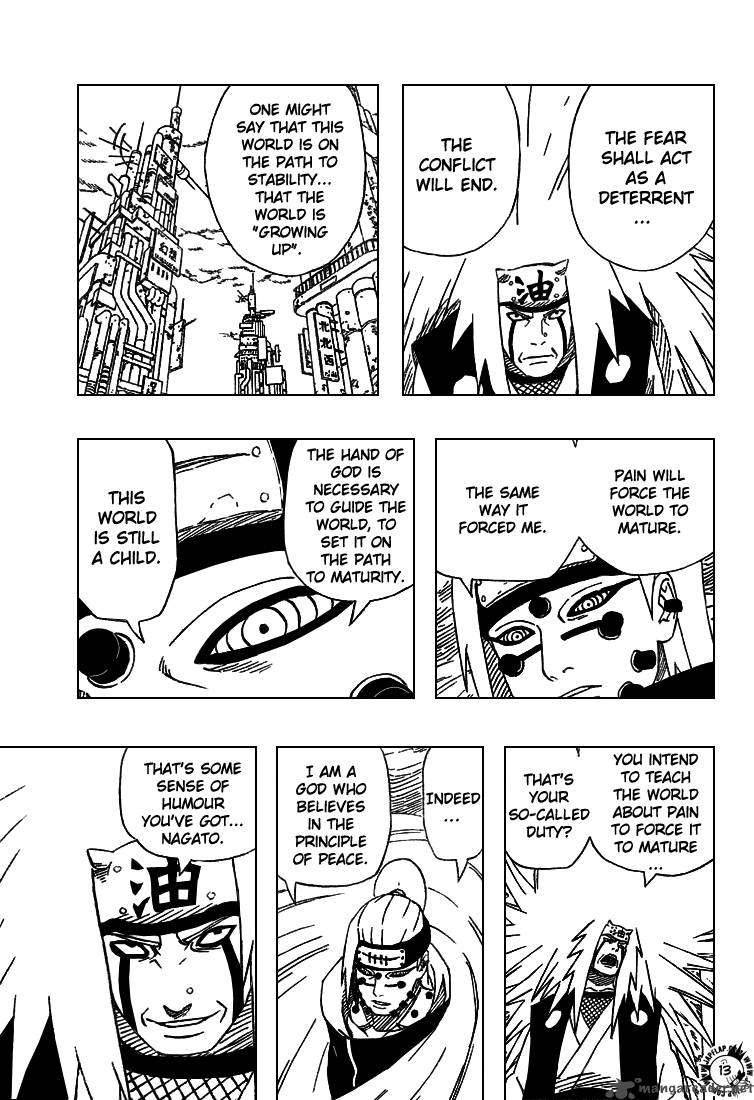 THE FEAR
SHALL ACT
AS A
DETERRENT
...
THE
CONFLICT
WILL END.
油
ONE MIGHT
SAY THAT THIS
WORLD IS ON
THE PATH TO
STABILITY...
THAT THE
WORLD IS
"GROWING
UP".
PAIN WILL
FORCE THE
WORLD TO
MATURE.
THE SAME
WAY IT
FORCED ME.
THE HAND OF
GOD IS
NECESSARY
TO GUIDE THE
WORLD, TO
SET IT ON
THE PATH
TO MATURITY.
THIS
WORLD
IS STILL
A CHILD.
YOU INTEND
TO TEACH
THE WORLD
ABOUT PAIN
TO FORCE IT
TO MATURE
...
THAT'S
YOUR
SO-CALLED
DUTY?
油
INDEED
...
I AM A
GOD WHO
BELIEVES
IN THE
PRINCIPLE
OF PEACE.
THAT'S SOME
SENSE OF
HUMOUR
YOU'VE GOT...
NAGATO.
油
13
mangareader.net